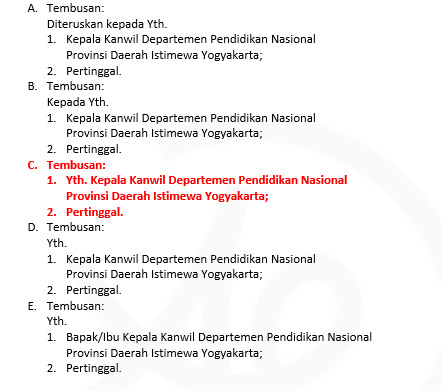 A. Tembusan:
Diteruskan kepada Yth.
1. Kepala Kanwil Departemen Pendidikan Nasional
Provinsi Daerah Istimewa Yogyakarta;
2. Pertinggal.
B. Tembusan:
Kepada Yth.
1. Kepala Kanwil Departemen Pendidikan Nasional
Provinsi Daerah Istimewa Yogyakarta;
2. Pertinggal.
C. Tembusan:
1. Yth. Kepala Kanwil Departemen Pendidikan Nasional
Provinsi Daerah Istimewa Yogyakarta;
2. Pertinggal.
D. Tembusan:
Yth.
1. Kepala Kanwil Departemen Pendidikan Nasional
Provinsi Daerah Istimewa Yogyakarta;
2. Pertinggal.
E. Tembusan:
Yth.
1. Bapak/Ibu Kepala Kanwil Departemen Pendidikan Nasional
Provinsi Daerah Istimewa Yogyakarta;
2. Pertinggal.